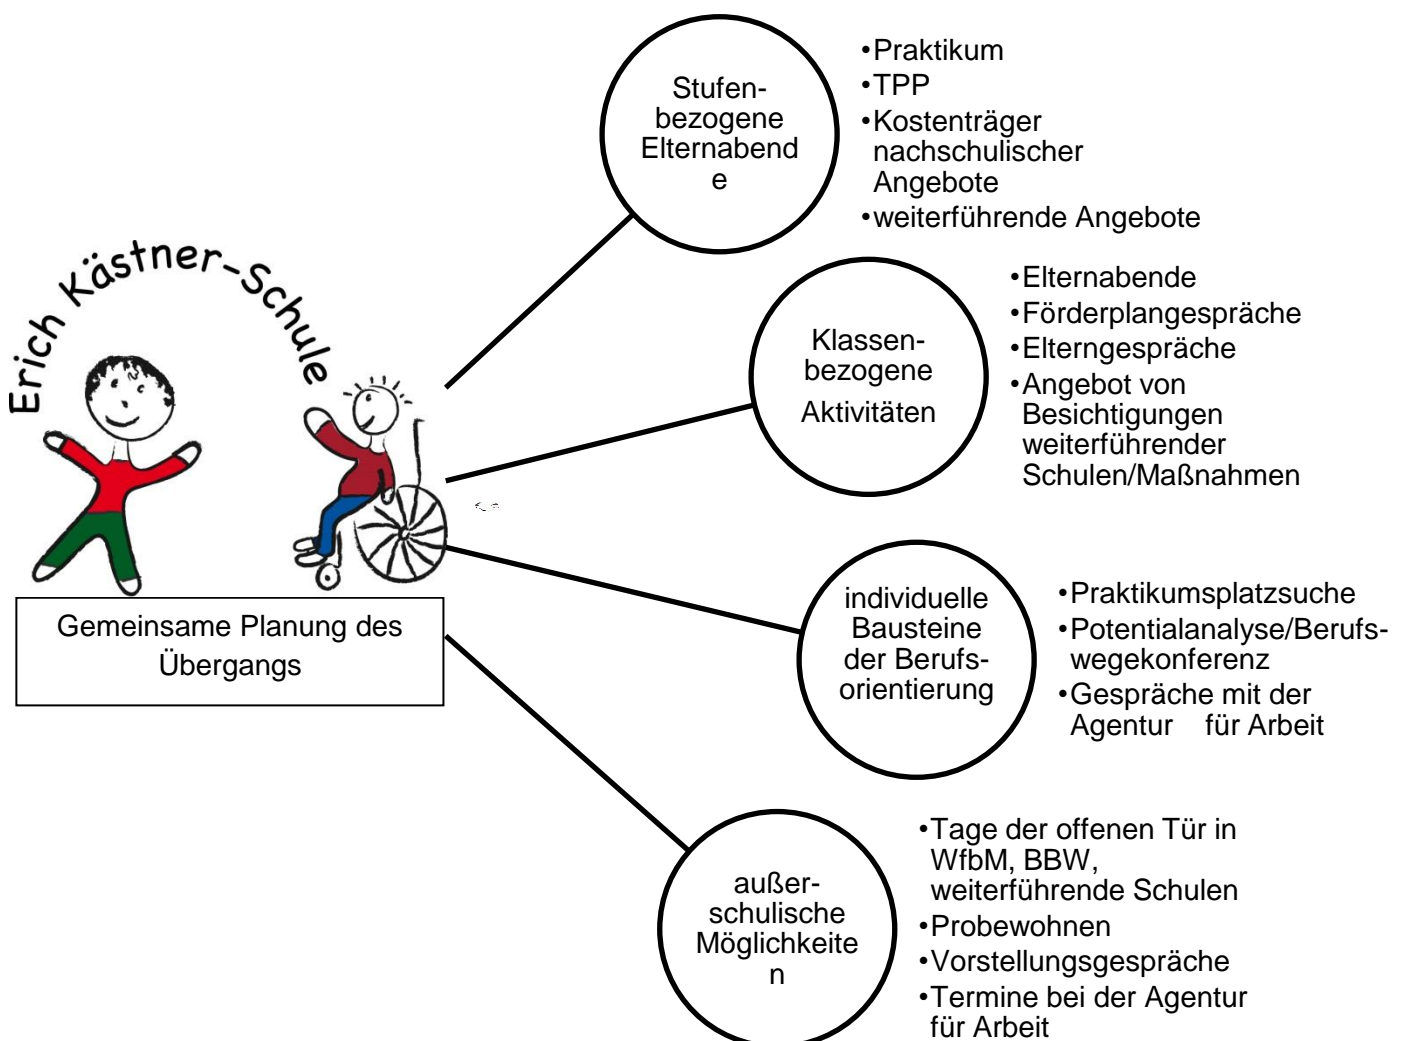 Erich Kästner-Schule
Gemeinsame Planung des
Übergangs
Stufen-
bezogene
Elternabend
e
•Praktikum
•TPP
•Kostenträger
nachschulischer
Angebote
•weiterführende Angebote
Klassen-
bezogene
Aktivitäten
•Elternabende
•Förderplangespräche
•Elterngespräche
•Angebot von
Besichtigungen
weiterführender
Schulen/Maßnahmen
individuelle
Bausteine
der Berufs-
orientierung
•Praktikumsplatzsuche
•Potentialanalyse/Berufs-
wegekonferenz
•Gespräche mit der
Agentur für Arbeit
außer-
schulische
Möglichkeite
n
•Tage der offenen Tür in
WfbM, BBW,
weiterführende Schulen
•Probewohnen
•Vorstellungsgespräche
•Termine bei der Agentur
für Arbeit